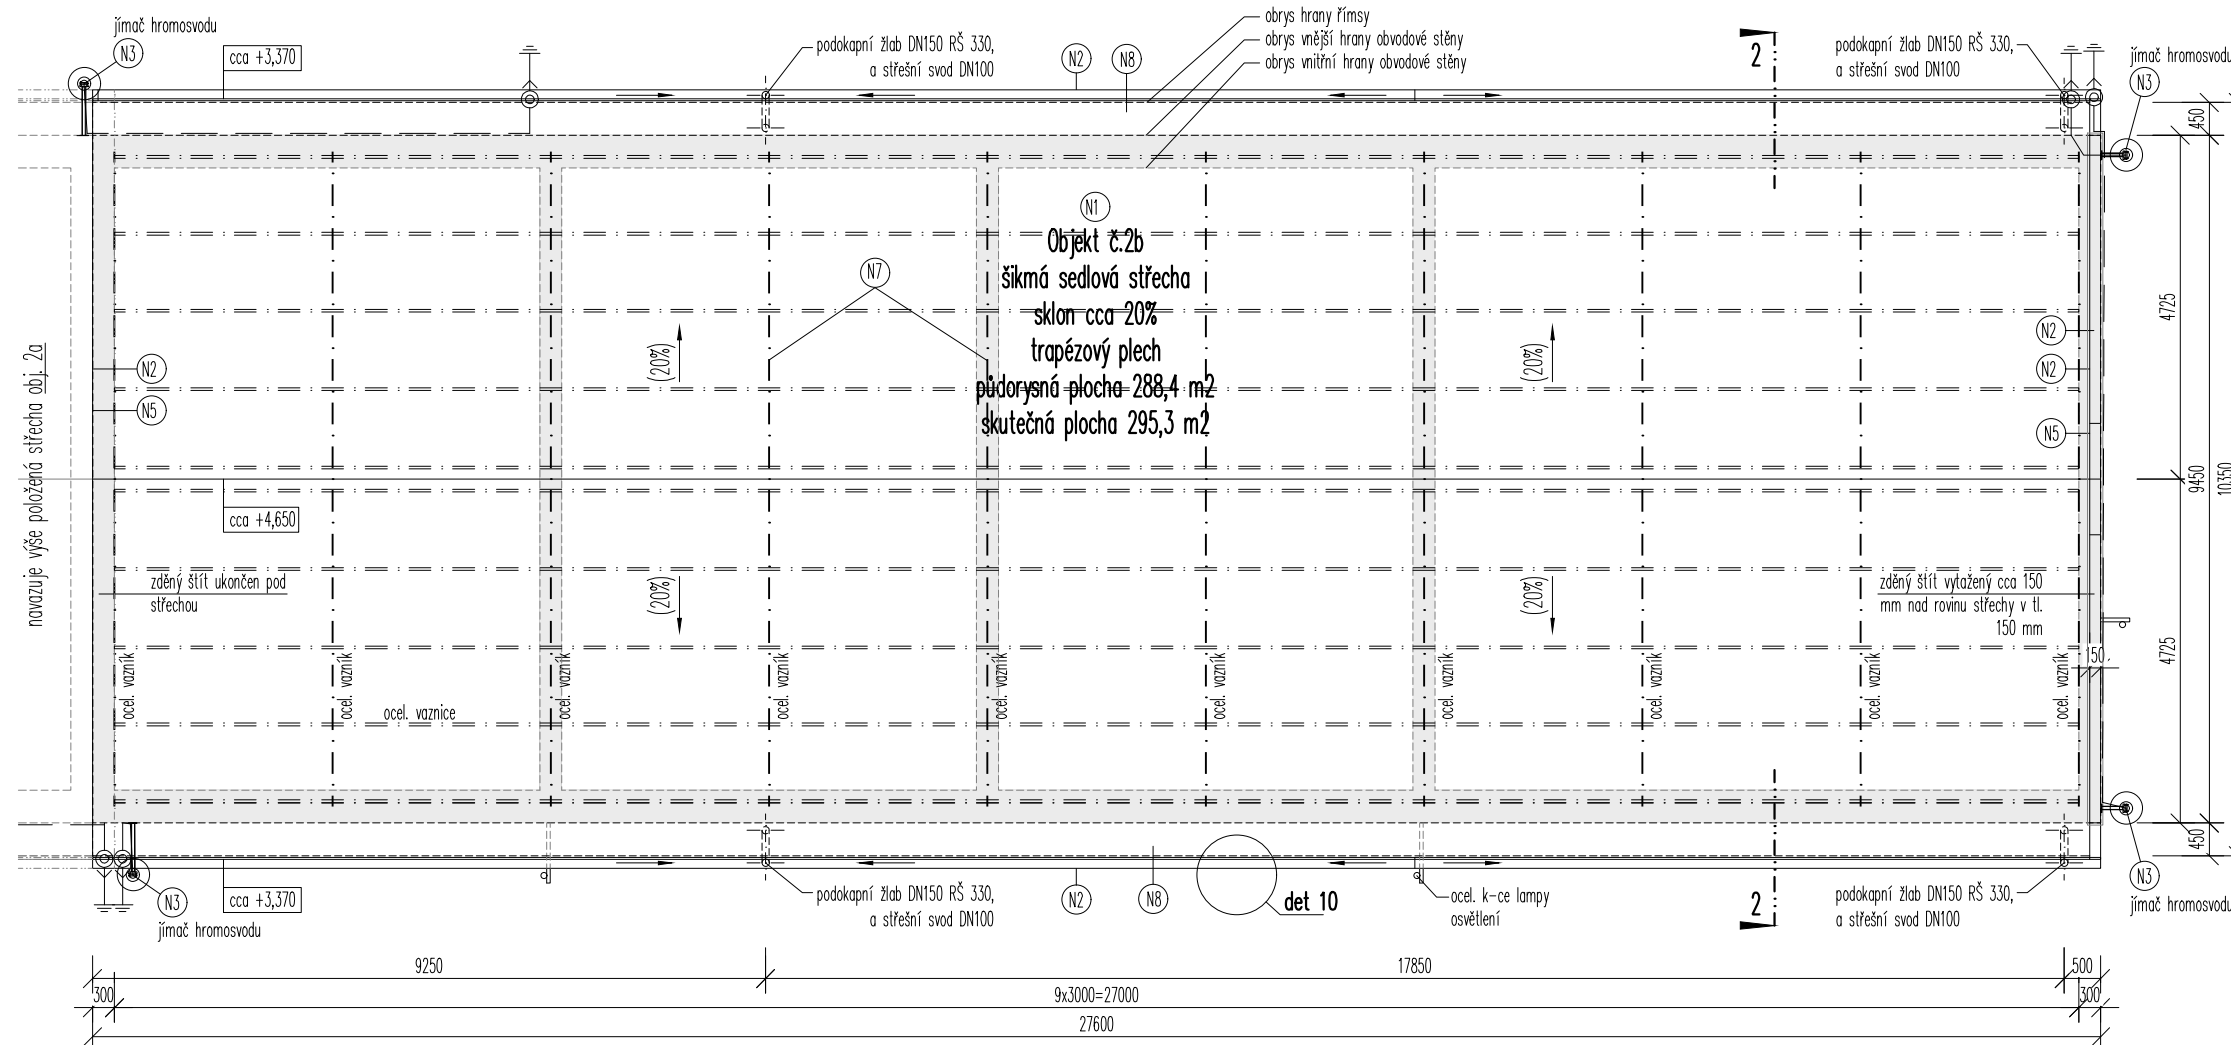 jímač hromosvodu
N3
cca +3,370
podokapní žlab DN150 RŠ 330,
a střešní svod DN100
N2
N8
obrys hrany římsy
obrys vnější hrany obvodové stěny
obrys vnitřní hrany obvodové stěny
2
podokapní žlab DN150 RŠ 330,
a střešní svod DN100
jímač hromosvodu
N3
450
N1
Objekt č.2b
šikmá sedlová střecha
sklon cca 20%
trapézový plech
půdorysná plocha 288,4 m2
skutečná plocha 295,3 m2
N7
(20%)
(20%)
4725
N2
N2
N5
N2
N5
navazuje výše položená střecha obj. 2a
9450
10350
cca +4,650
zděný štít ukončen pod
střechou
(20%)
(20%)
zděný štít vytažený cca 150
mm nad rovinu střechy v tl.
150 mm
4725
150
ocel. vazník
ocel. vazník
ocel. vaznice
ocel. vazník
ocel. vazník
ocel. vazník
ocel. vazník
ocel. vazník
ocel. vazník
ocel. vazník
ocel. vazník
450
N3
jímač hromosvodu
cca +3,370
podokapní žlab DN150 RŠ 330,
a střešní svod DN100
N2
N8
det 10
ocel. k-ce lampy
osvětlení
2
podokapní žlab DN150 RŠ 330,
a střešní svod DN100
N3
jímač hromosvodu
9250
17850
500
300
9x3000=27000
300
27600